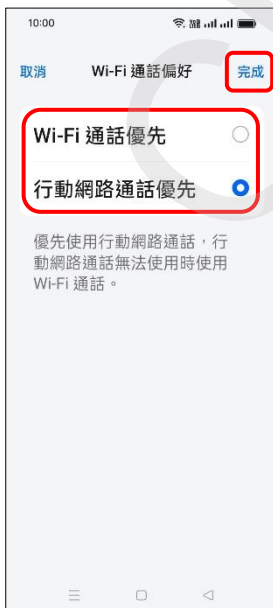 10:00
取消 Wi-Fi 通話偏好 完成
Wi-Fi 通話優先
行動網路通話優先
優先使用行動網路通話，行
動網路通話無法使用時使用
Wi-Fi 通話。